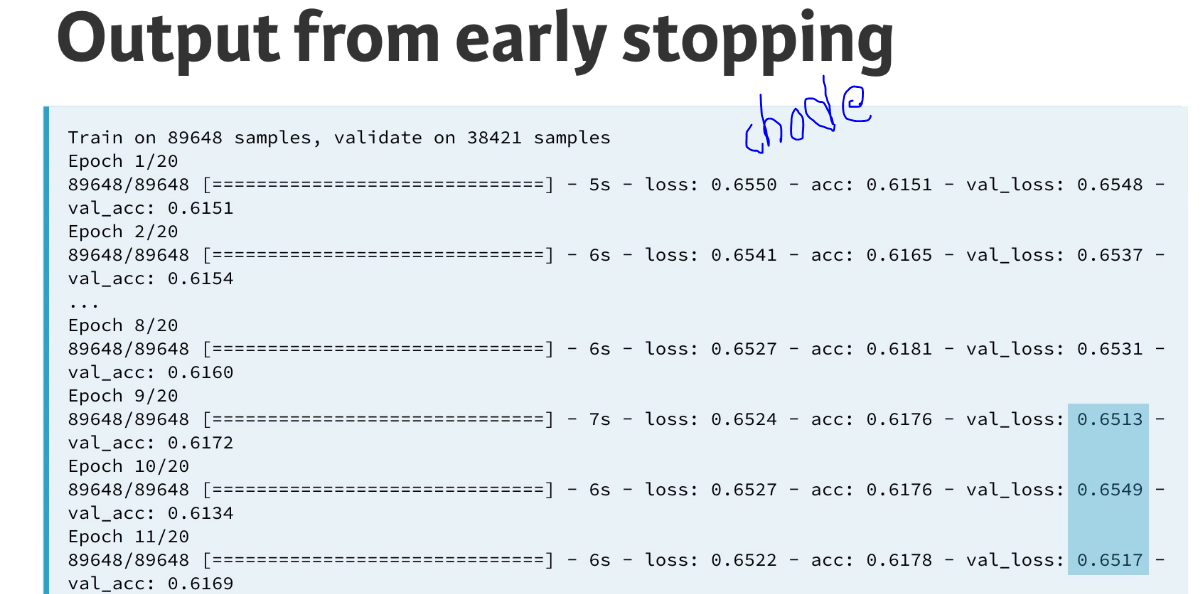 Output from early stopping
chode
Train on 89648 samples, validate on 38421 samples
Epoch 1/20
89648/89648 [==============================] - 5s - loss: 0.6550 - acc: 0.6151 - val_loss: 0.6548 -
val_acc: 0.6151
Epoch 2/20
89648/89648 [==============================] - 6s - loss: 0.6541 - acc: 0.6165 - val_loss: 0.6537 -
val_acc: 0.6154
...
Epoch 8/20
89648/89648 [==============================] - 6s - loss: 0.6527 - acc: 0.6181 - val_loss: 0.6531 -
val_acc: 0.6160
Epoch 9/20
89648/89648 [==============================] - 7s - loss: 0.6524 - acc: 0.6176 - val_loss: 0.6513 -
val_acc: 0.6172
Epoch 10/20
89648/89648 [==============================] - 6s - loss: 0.6527 - acc: 0.6176 - val_loss: 0.6549 -
val_acc: 0.6134
Epoch 11/20
89648/89648 [==============================] - 6s - loss: 0.6522 - acc: 0.6178 - val_loss: 0.6517 -
val_acc: 0.6169